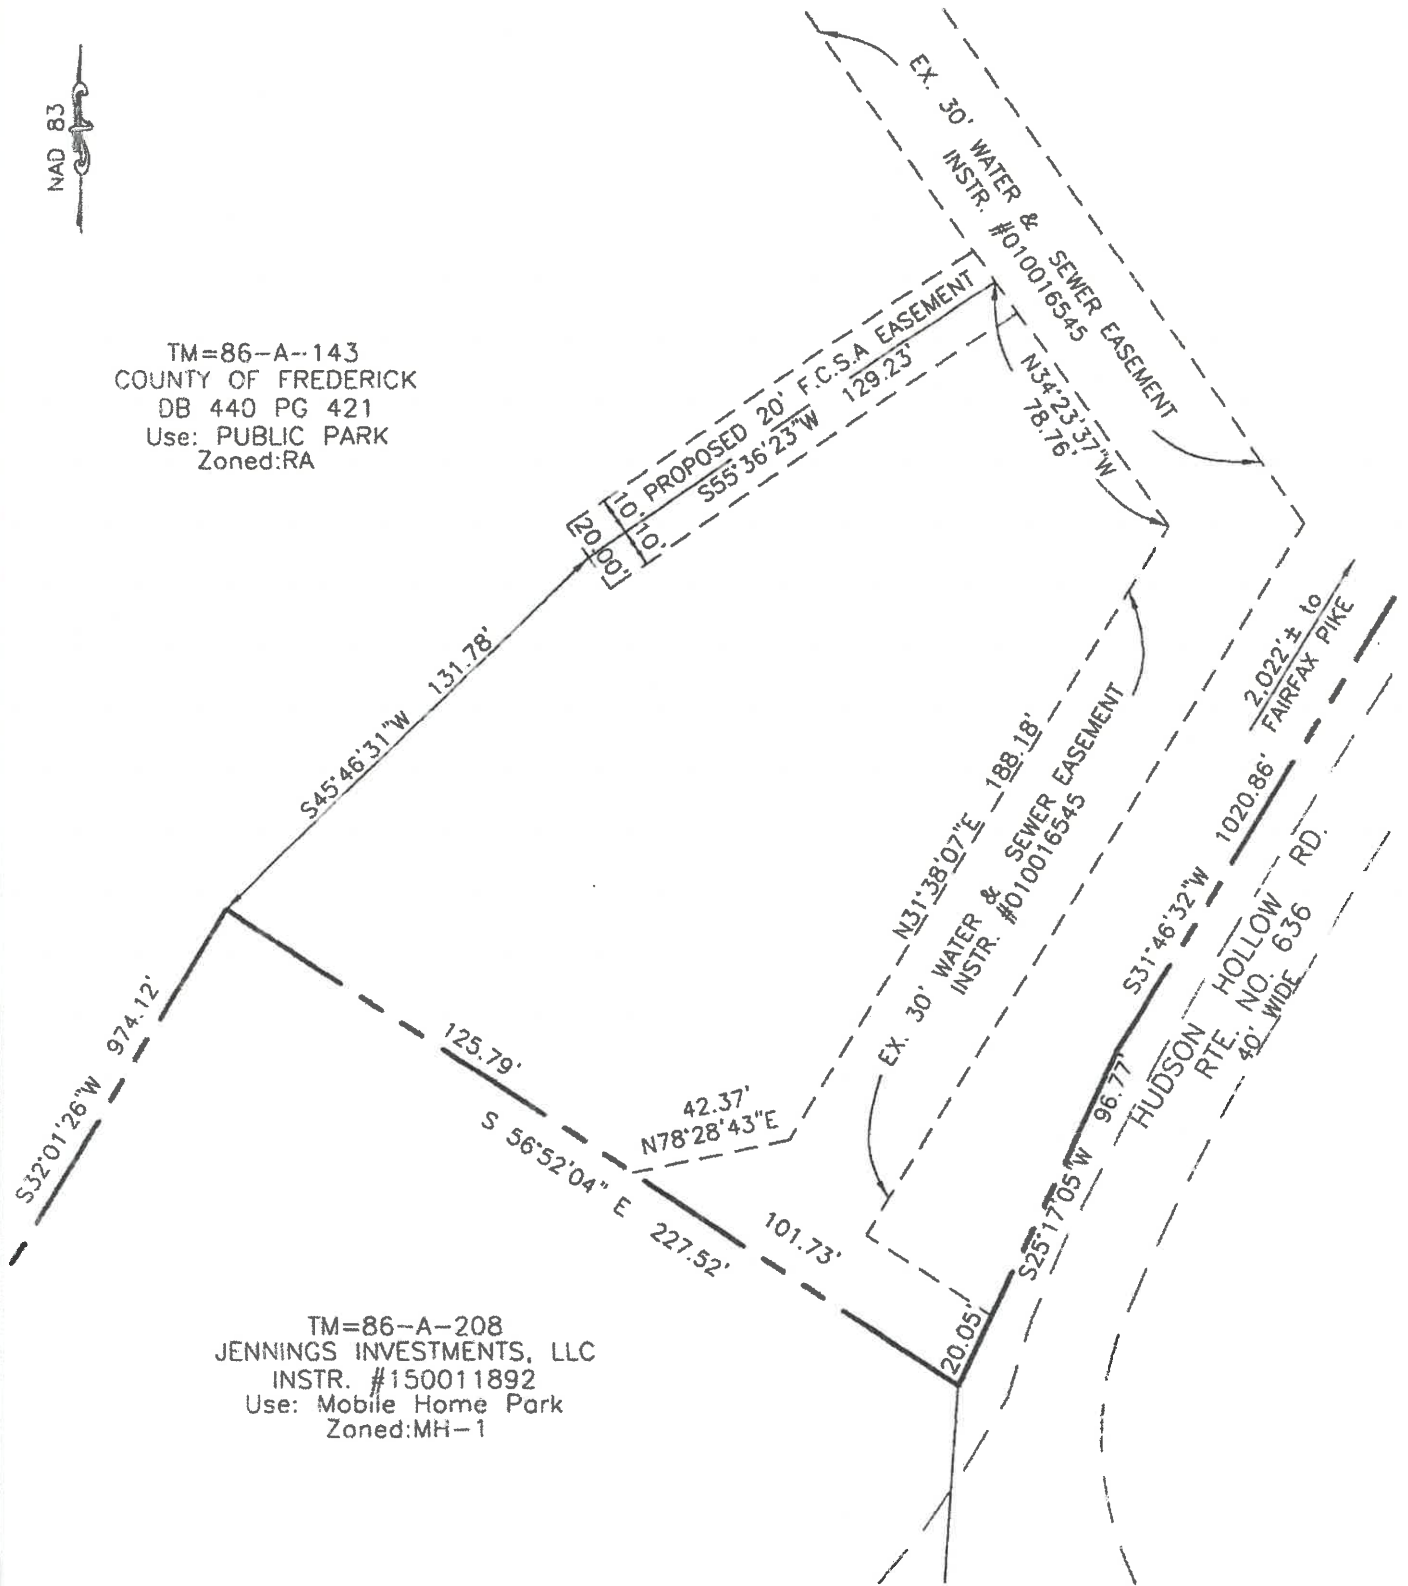 NAD 83
EX. 30' WATER & SEWER EASEMENT
INSTR. #010016545
TM=86-A-143
COUNTY OF FREDERICK
DB 440 PG 421
Use: PUBLIC PARK
Zoned:RA
PROPOSED 20' F.C.S.A EASEMENT
S55°36'23"W 129.23'
N34°23'37"W
78.76'
10'
10'
20.00'
S45°46'31"W 131.78'
2,022'± to
FAIRFAX PIKE
N31°38'07"E 188.18'
EX. 30' WATER & SEWER EASEMENT
INSTR. #010016545
S31°46'32"W 1020.86'
HUDSON HOLLOW RD.
RTE. NO. 636
40' WIDE
S32°01'26"W 974.12'
125.79'
S 56°52'04" E 227.52'
42.37'
N78°28'43"E
101.73'
S25°17'05"W 96.77'
20.05'
TM=86-A-208
JENNINGS INVESTMENTS, LLC
INSTR. #150011892
Use: Mobile Home Park
Zoned:MH-1